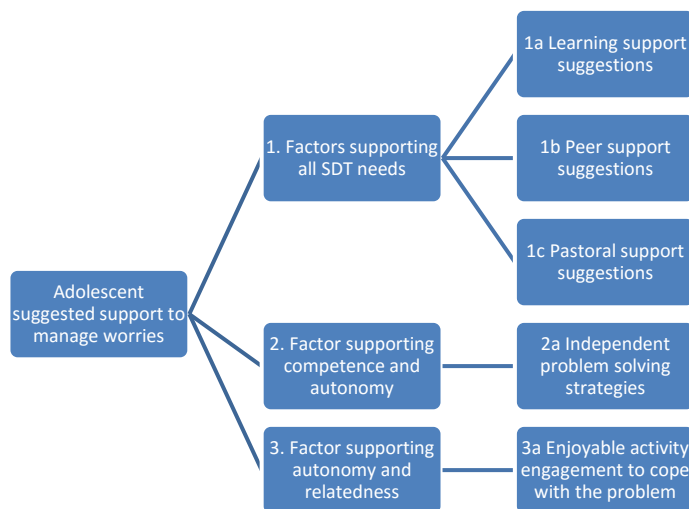 1a Learning support
suggestions
1. Factors supporting
all SDT needs
1b Peer support
suggestions
1c Pastoral support
suggestions
Adolescent
suggested support to
manage worries
2. Factor supporting
competence and
autonomy
2a Independent
problem solving
strategies
3. Factor supporting
autonomy and
relatedness
3a Enjoyable activity
engagement to cope
with the problem